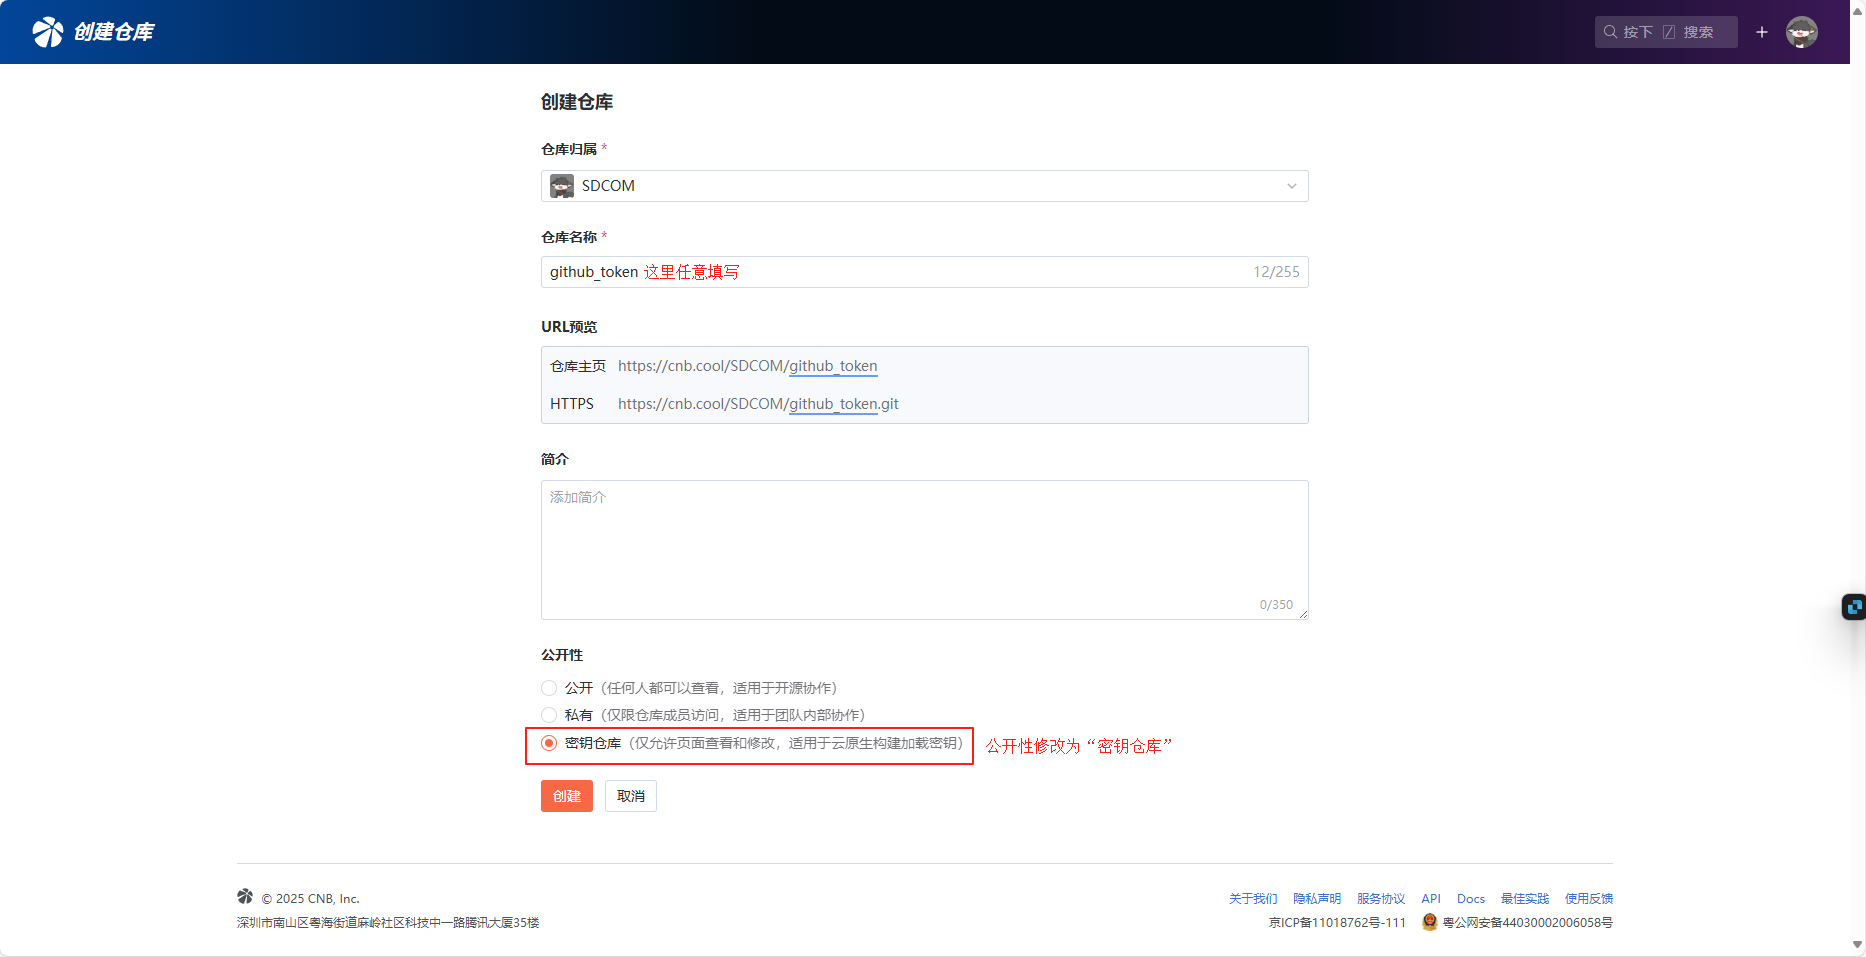 创建仓库
按下 / 搜索 +
创建仓库
仓库归属 *
SDCOM
仓库名称 *
github_token 这里任意填写 12/255
URL预览
仓库主页 https://cnb.cool/SDCOM/github_token
HTTPS https://cnb.cool/SDCOM/github_token.git
简介
添加简介
0/350
公开性
公开（任何人都可以查看，适用于开源协作）
私有（仅限仓库成员访问，适用于团队内部协作）
密钥仓库（仅允许页面查看和修改，适用于云原生构建加载密钥） 公开性修改为“密钥仓库”
创建 取消
© 2025 CNB, Inc. 关于我们 隐私声明 服务协议 API Docs 最佳实践 使用反馈
深圳市南山区粤海街道麻岭社区科技中一路腾讯大厦35楼 京ICP备11018762号-111 粤公网安备44030002006058号